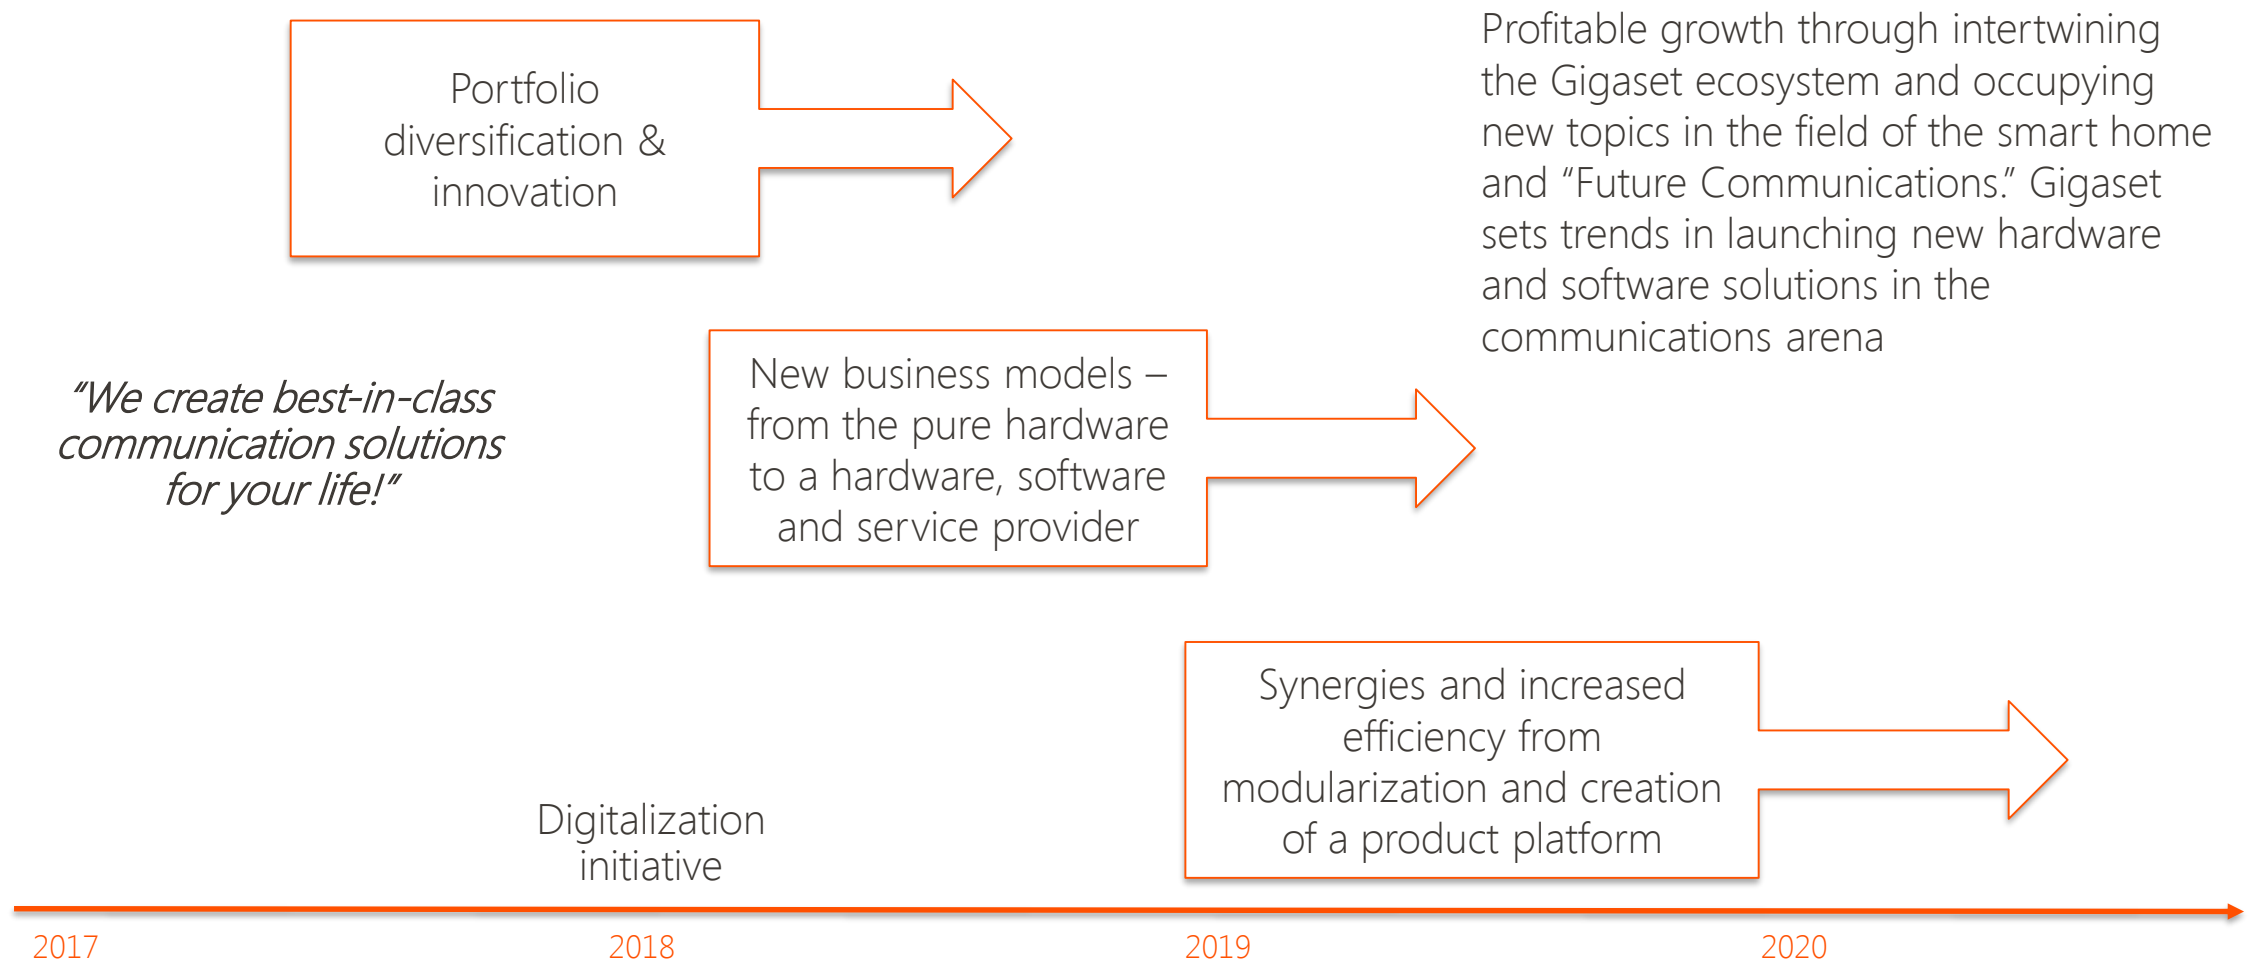 Portfolio
diversification &
innovation
Profitable growth through intertwining
the Gigaset ecosystem and occupying
new topics in the field of the smart home
and “Future Communications.” Gigaset
sets trends in launching new hardware
and software solutions in the
communications arena
“We create best-in-class
communication solutions
for your life!”
New business models –
from the pure hardware
to a hardware, software
and service provider
Synergies and increased
efficiency from
modularization and creation
of a product platform
Digitalization
initiative
2017
2018
2019
2020